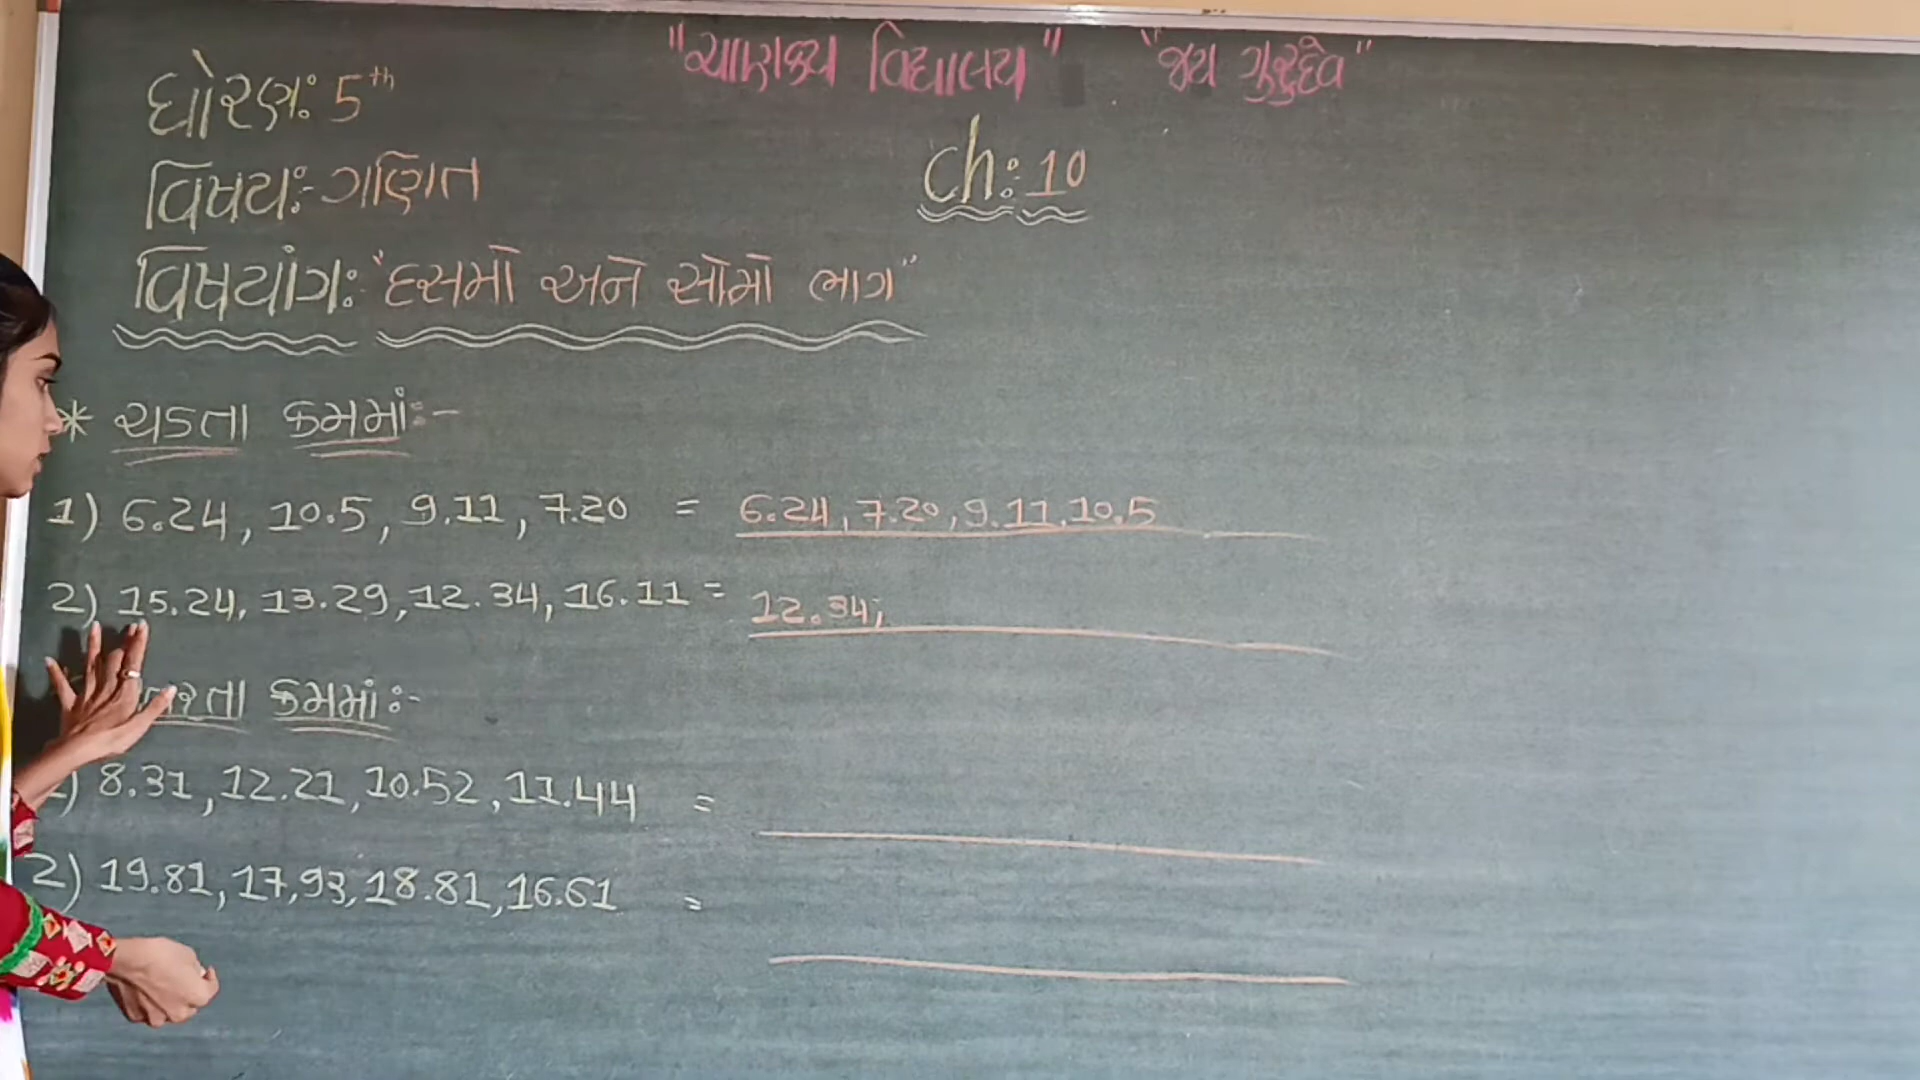 "ચાણક્ય વિદ્યાલય" "જય ગુરુદેવ"
ધોરણ: 5th
વિષય:- ગણિત
Ch: 10
વિષયાંગ: "દસમો અને સોમો ભાગ"
* ચડતા ક્રમમાં:-
1) 6.24, 10.5, 9.11, 7.20 = 6.24, 7.20, 9.11, 10.5
2) 15.24, 13.29, 12.34, 16.11 = 12.34,
ક્રમમાં:-
1) 8.31, 12.21, 10.52, 11.44 =
2) 19.81, 17,93, 18.81, 16.61 =